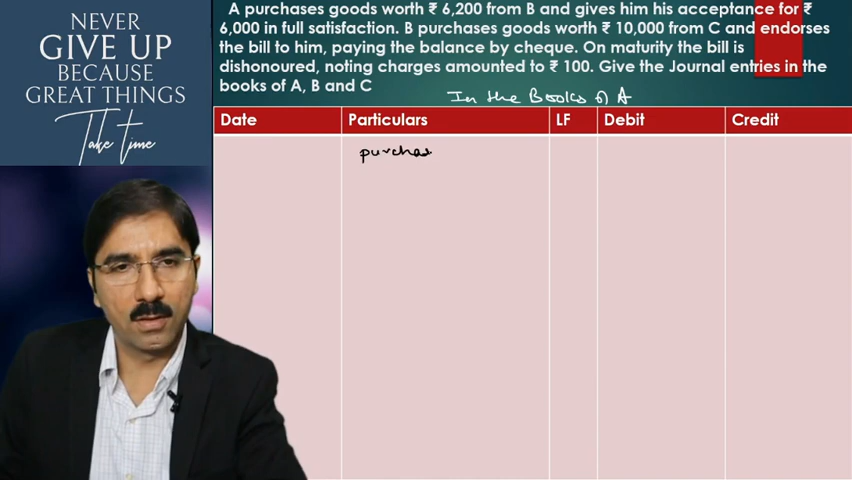 NEVER
GIVE UP
BECAUSE
GREAT THINGS
Take time
A purchases goods worth ₹ 6,200 from B and gives him his acceptance for ₹
6,000 in full satisfaction. B purchases goods worth ₹ 10,000 from C and endorses
the bill to him, paying the balance by cheque. On maturity the bill is
dishonoured, noting charges amounted to ₹ 100. Give the Journal entries in the
books of A, B and C
In the Books of A
Date Particulars LF Debit Credit
purchas